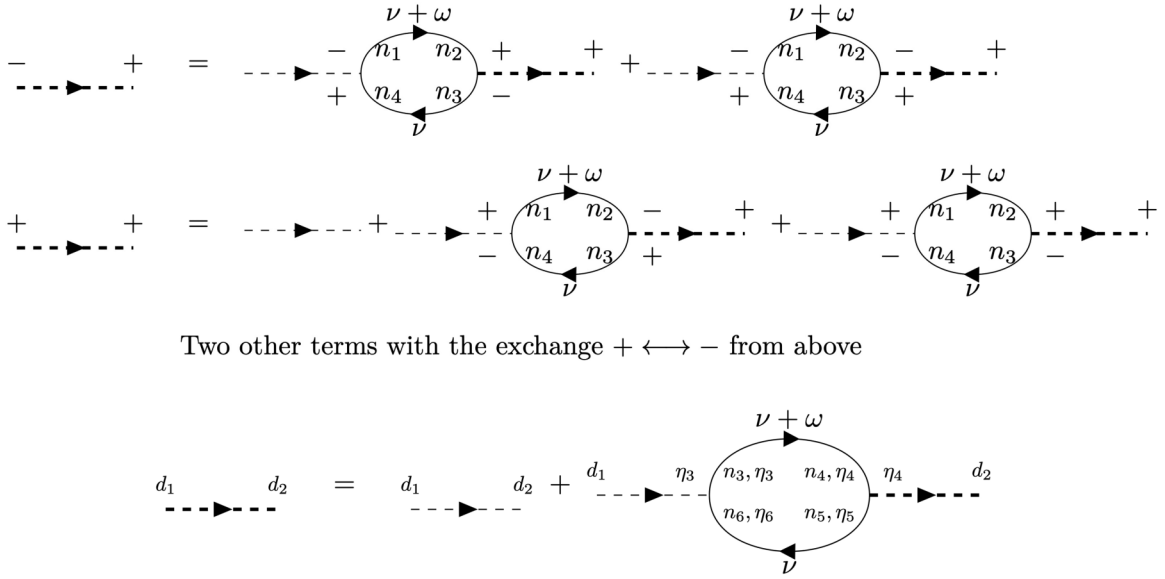 ν + ω ν + ω
− + = − n₁ n₂ + + + − n₁ n₂ − +
+ n₄ n₃ − + n₄ n₃ +
ν ν
ν + ω ν + ω
+ + = + + n₁ n₂ − + + + n₁ n₂ + +
− n₄ n₃ + − n₄ n₃ −
ν ν
Two other terms with the exchange + ⟷ − from above
ν + ω
d₁ d₂ = d₁ d₂ + d₁ η₃ n₃, η₃ n₄, η₄ η₄ d₂
n₆, η₆ n₅, η₅
ν